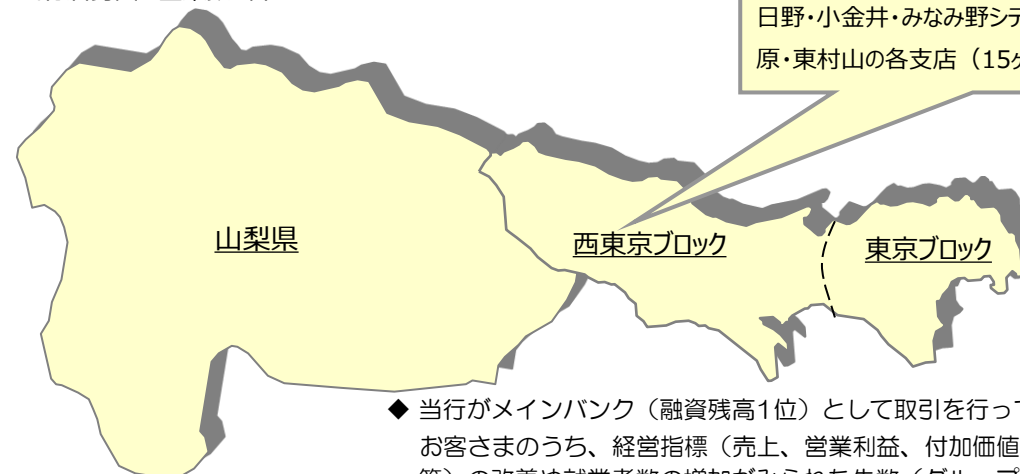 日野・小金井・みなみ野シテ
原・東村山の各支店（15ヶ
山梨県
西東京ブロック
東京ブロック
◆ 当行がメインバンク（融資残高1位）として取引を行って
お客さまのうち、経営指標（売上、営業利益、付加価値